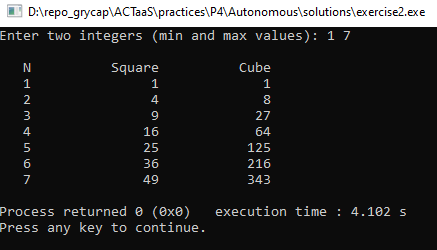 D:\repo_grycap\ACTaaS\practices\P4\Autonomous\solutions\exercise2.exe
Enter two integers (min and max values): 1 7
N Square Cube
1 1 1
2 4 8
3 9 27
4 16 64
5 25 125
6 36 216
7 49 343
Process returned 0 (0x0) execution time : 4.102 s
Press any key to continue.